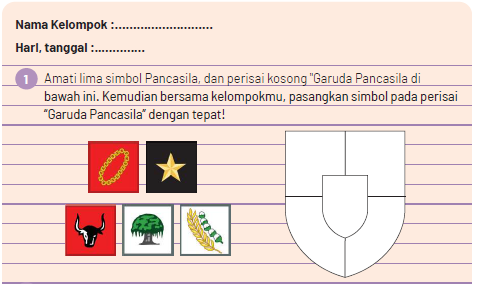 Nama Kelompok :...........................
Hari, tanggal :..............
1 Amati lima simbol Pancasila, dan perisai kosong "Garuda Pancasila di
bawah ini. Kemudian bersama kelompokmu, pasangkan simbol pada perisai
"Garuda Pancasila" dengan tepat!